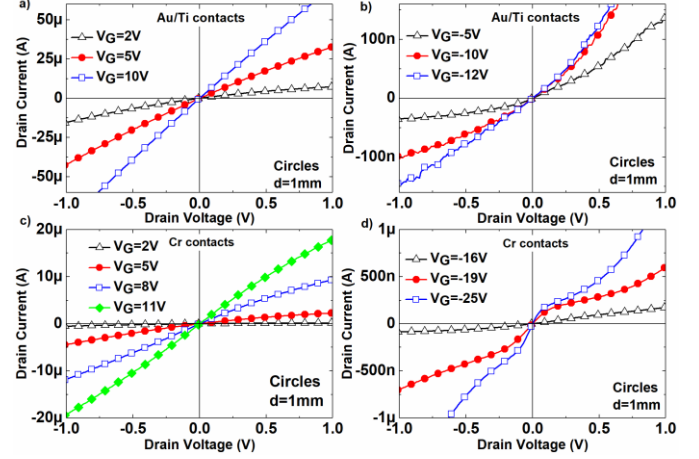 a)
Au/Ti contacts
50µ
25µ
0
-25µ
-50µ
Drain Current (A)
VG=2V
VG=5V
VG=10V
Circles
d=1mm
-1.0 -0.5 0.0 0.5 1.0
Drain Voltage (V)
b)
Au/Ti contacts
100n
0
-100n
Drain Current (A)
VG=-5V
VG=-10V
VG=-12V
Circles
d=1mm
-1.0 -0.5 0.0 0.5 1.0
Drain Voltage (V)
c)
Cr contacts
20µ
10µ
0
-10µ
-20µ
Drain Current (A)
VG=2V
VG=5V
VG=8V
VG=11V
Circles
d=1mm
-1.0 -0.5 0.0 0.5 1.0
Drain Voltage (V)
d)
Cr contacts
1µ
500n
0
-500n
-1µ
Drain Current (A)
VG=-16V
VG=-19V
VG=-25V
Circles
d=1mm
-1.0 -0.5 0.0 0.5 1.0
Drain Voltage (V)